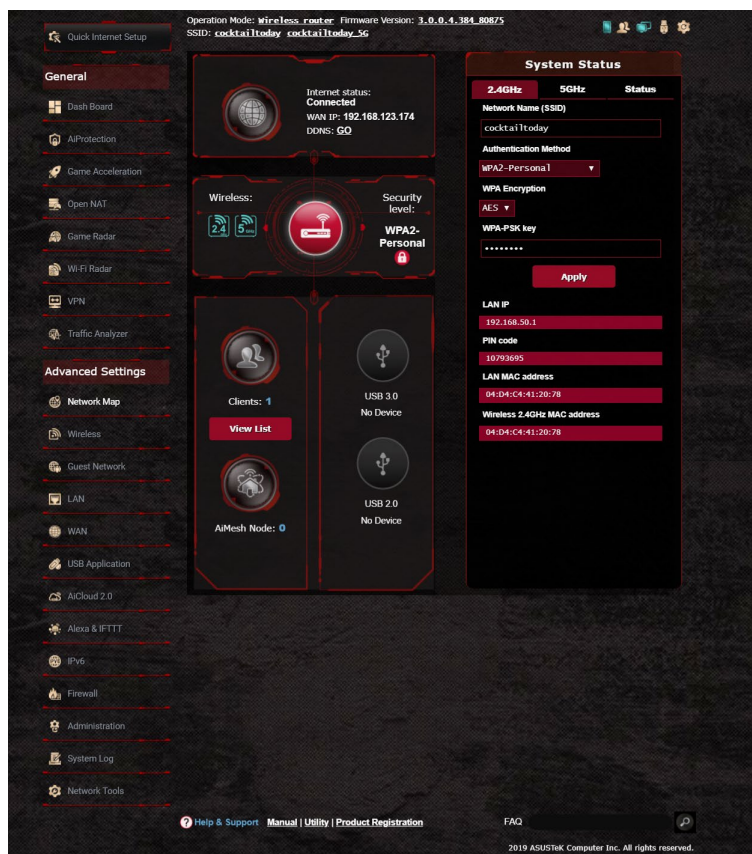 Quick Internet Setup
General
Dash Board
AiProtection
Game Acceleration
Open NAT
Game Radar
Wi-Fi Radar
VPN
Traffic Analyzer
Advanced Settings
Network Map
Wireless
Guest Network
LAN
WAN
USB Application
AiCloud 2.0
Alexa & IFTTT
IPv6
Firewall
Administration
System Log
Network Tools
Operation Mode: Wireless router Firmware Version: 3.0.0.4.384_80875
SSID: cocktailtoday cocktailtoday_5G
Internet status:
Connected
WAN IP: 192.168.123.174
DDNS: GO
Wireless:
2.4
5
Security
level:
WPA2-
Personal
Clients: 1
View List
AiMesh Node: 0
USB 3.0
No Device
USB 2.0
No Device
System Status
2.4GHz 5GHz Status
Network Name (SSID)
cocktailtoday
Authentication Method
WPA2-Personal
WPA Encryption
AES
WPA-PSK key
••••••••
Apply
LAN IP
192.168.50.1
PIN code
10793695
LAN MAC address
04:D4:C4:41:20:78
Wireless 2.4GHz MAC address
04:D4:C4:41:20:78
Help & Support Manual | Utility | Product Registration
FAQ
2019 ASUSTeK Computer Inc. All rights reserved.